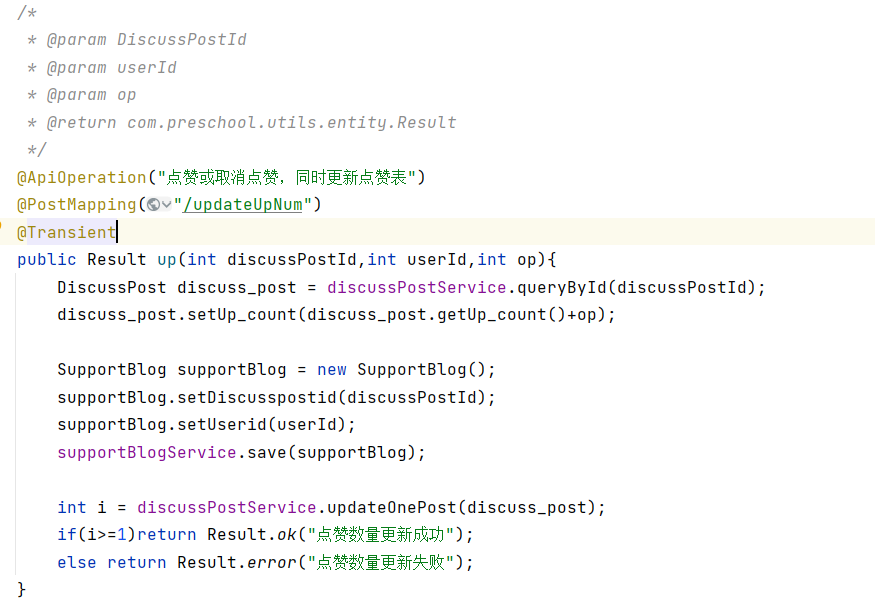 /*
 * @param DiscussPostId
 * @param userId
 * @param op
 * @return com.preschool.utils.entity.Result
 */
@ApiOperation("点赞或取消点赞，同时更新点赞表")
@PostMapping("/updateUpNum")
@Transient
public Result up(int discussPostId,int userId,int op){
    DiscussPost discuss_post = discussPostService.queryById(discussPostId);
    discuss_post.setUp_count(discuss_post.getUp_count()+op);

    SupportBlog supportBlog = new SupportBlog();
    supportBlog.setDiscusspostid(discussPostId);
    supportBlog.setUserid(userId);
    supportBlogService.save(supportBlog);

    int i = discussPostService.updateOnePost(discuss_post);
    if(i>=1)return Result.ok("点赞数量更新成功");
    else return Result.error("点赞数量更新失败");
}